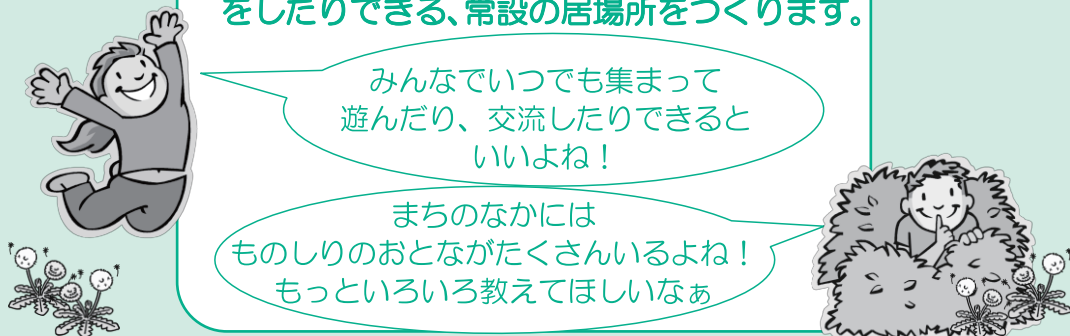 をしたりできる、常設の居場所をつくります。
みんなでいつでも集まって
遊んだり、交流したりできると
いいよね！
まちのなかには
ものしりのおとながたくさんいるよね！
もっといろいろ教えてほしいなぁ